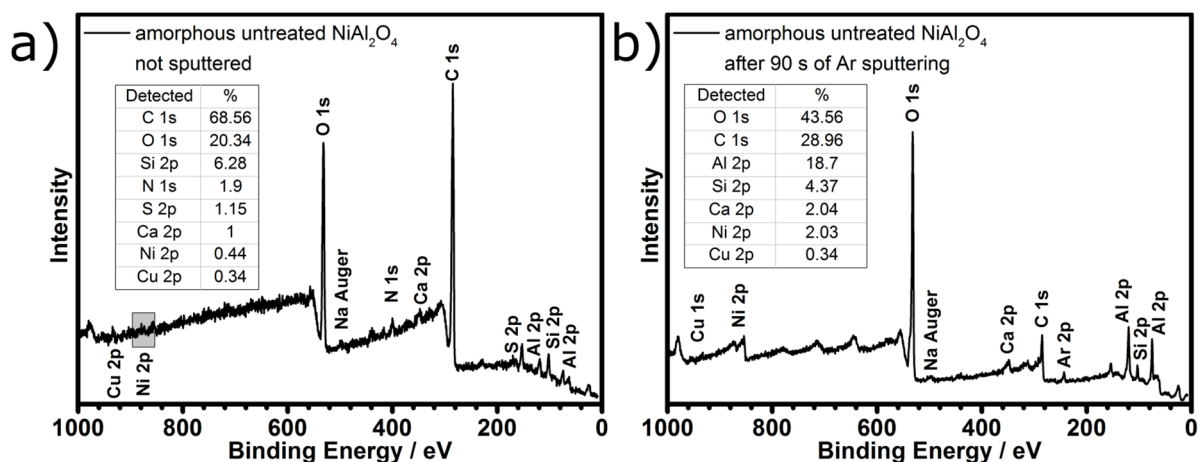 a)
amorphous untreated NiAl₂O₄
not sputtered
Detected %
C 1s 68.56
O 1s 20.34
Si 2p 6.28
N 1s 1.9
S 2p 1.15
Ca 2p 1
Ni 2p 0.44
Cu 2p 0.34
Cu 2p
Ni 2p
O 1s
Na Auger
N 1s
Ca 2p
C 1s
S 2p
Al 2p
Si 2p
Al 2p
Intensity
1000 800 600 400 200 0
Binding Energy / eV
b)
amorphous untreated NiAl₂O₄
after 90 s of Ar sputtering
Detected %
O 1s 43.56
C 1s 28.96
Al 2p 18.7
Si 2p 4.37
Ca 2p 2.04
Ni 2p 2.03
Cu 2p 0.34
Cu 1s
Ni 2p
O 1s
Na Auger
Ca 2p
C 1s
Ar 2p
Al 2p
Si 2p
Al 2p
Intensity
1000 800 600 400 200 0
Binding Energy / eV